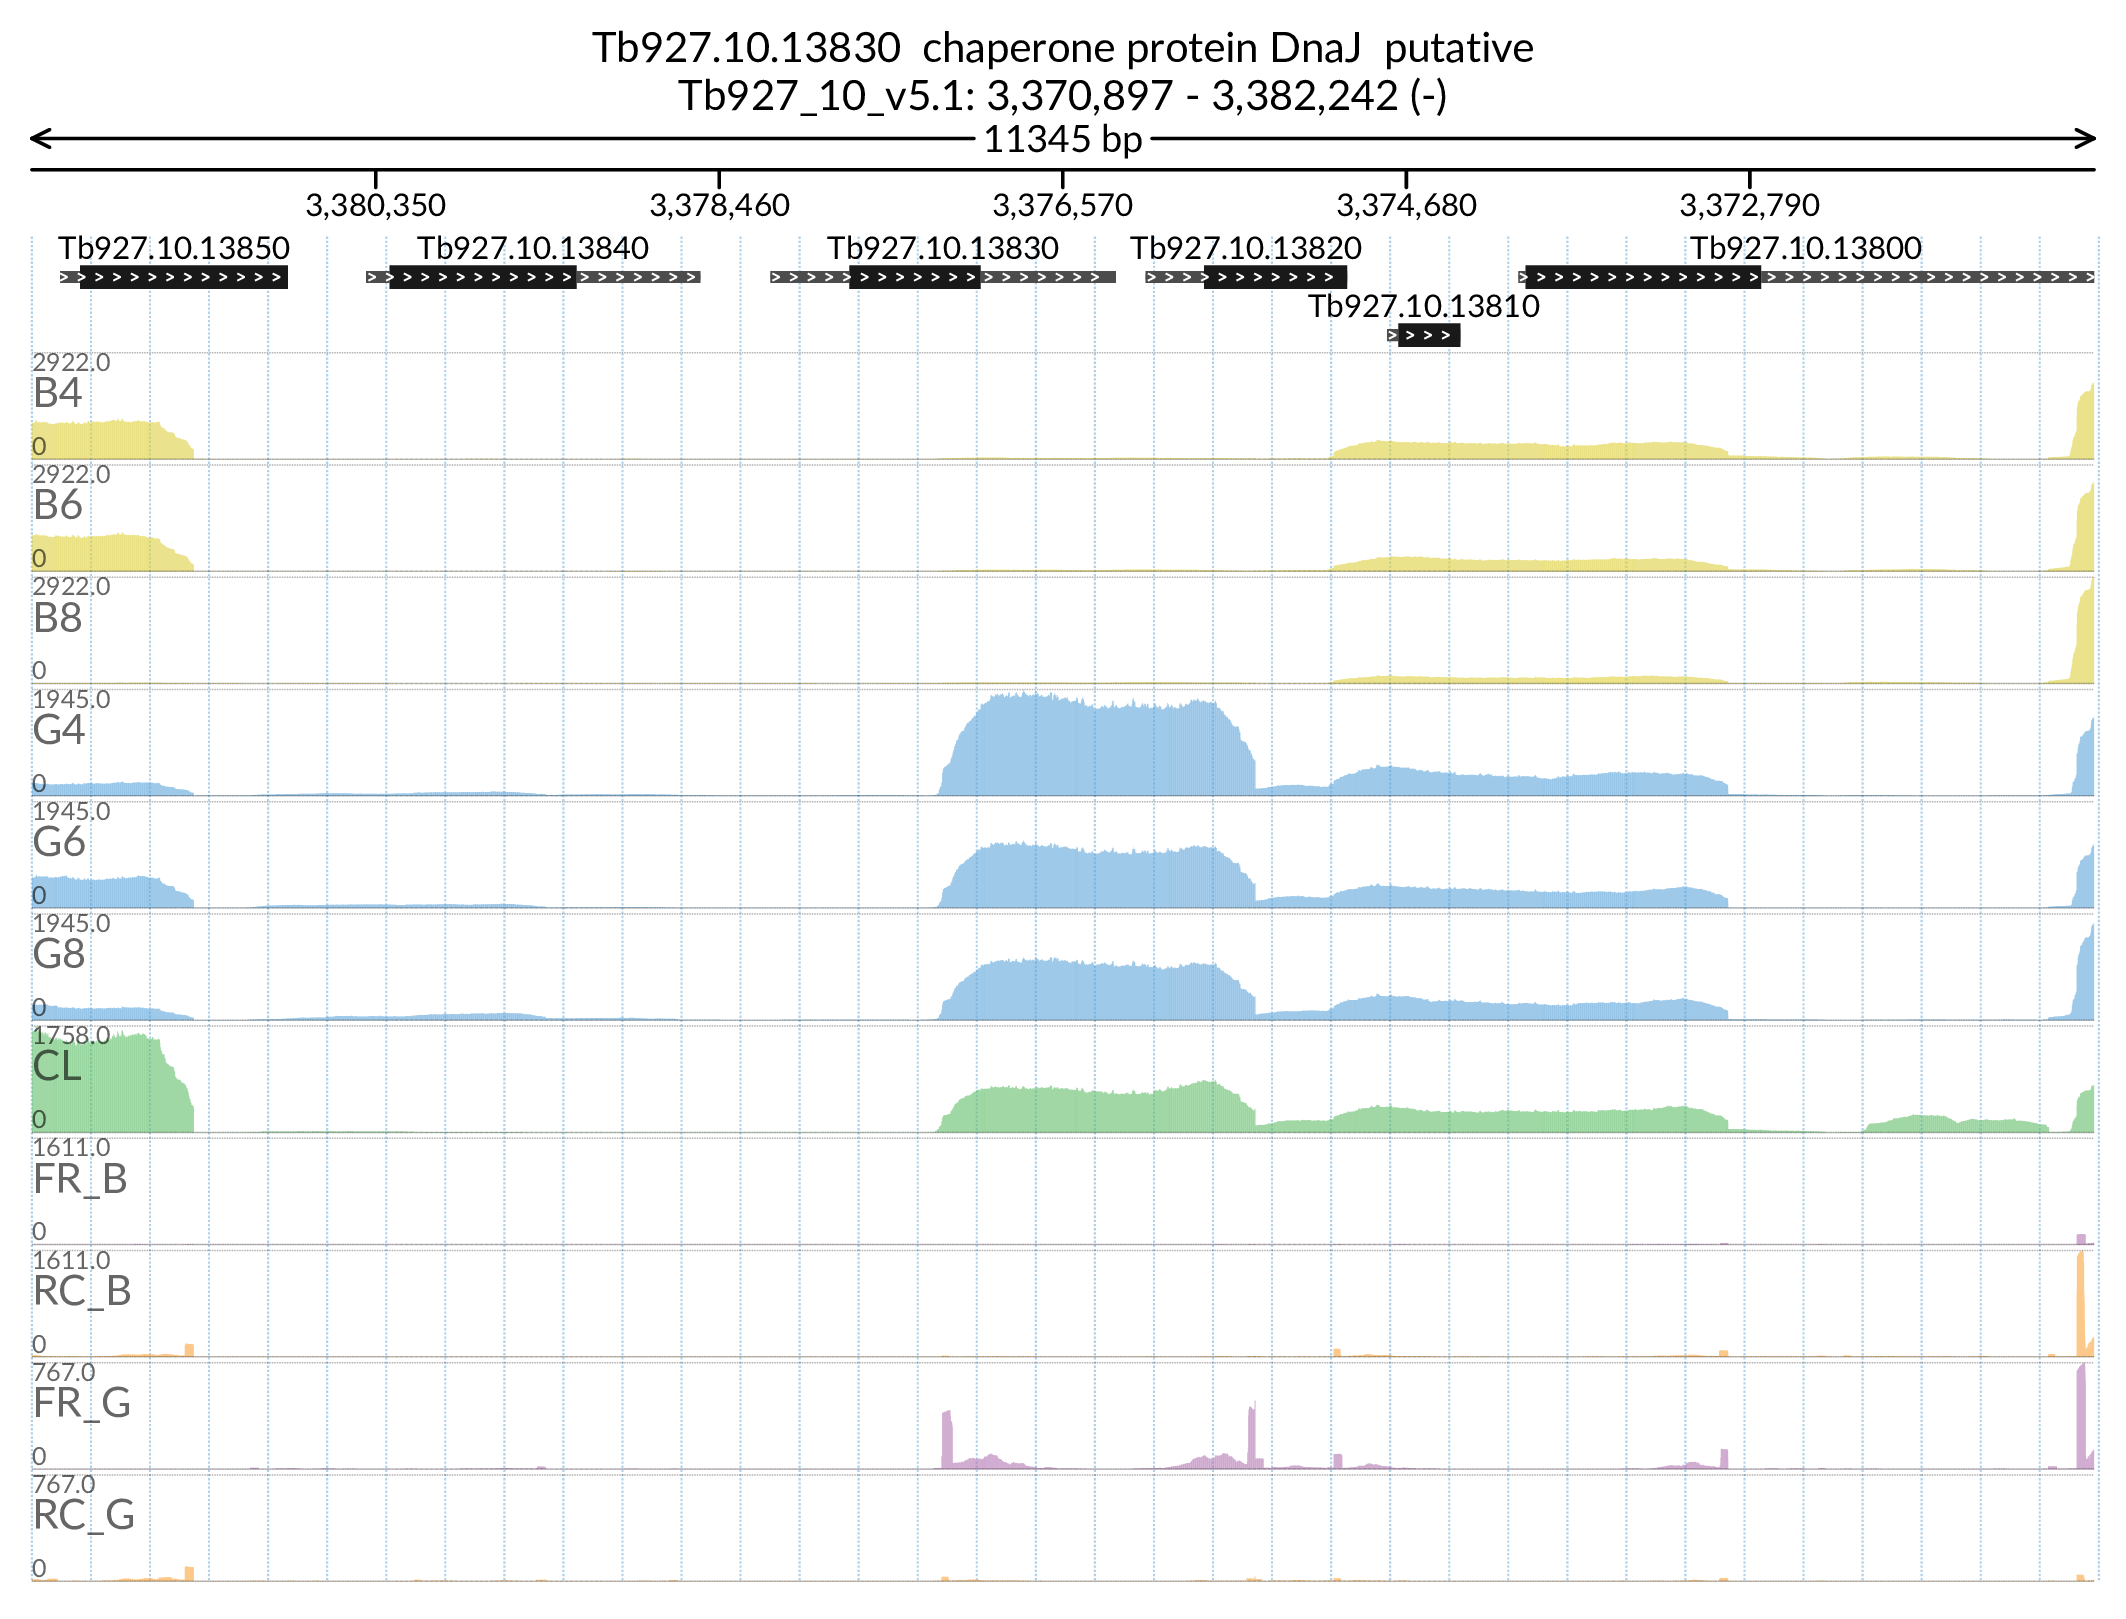 Tb927.10.13830  chaperone protein DnaJ  putative
Tb927_10_v5.1: 3,370,897 - 3,382,242 (-)
11345 bp
3,380,350 3,378,460 3,376,570 3,374,680 3,372,790
Tb927.10.13850 Tb927.10.13840 Tb927.10.13830 Tb927.10.13820 Tb927.10.13800
Tb927.10.13810
2922.0
B4
0
2922.0
B6
0
2922.0
B8
0
1945.0
G4
0
1945.0
G6
0
1945.0
G8
0
1758.0
CL
0
1611.0
FR_B
0
1611.0
RC_B
0
767.0
FR_G
0
767.0
RC_G
0